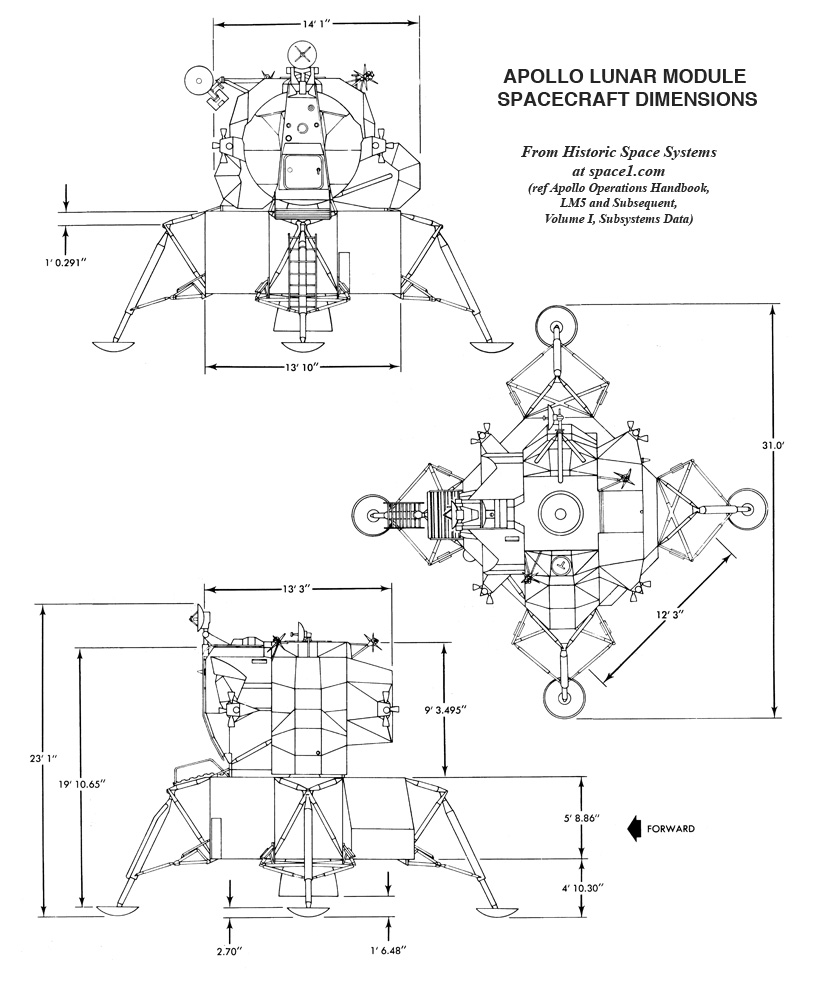 14' 1"
APOLLO LUNAR MODULE
SPACECRAFT DIMENSIONS
From Historic Space Systems
at space1.com
(ref Apollo Operations Handbook,
LM5 and Subsequent,
Volume I, Subsystems Data)
1' 0.291"
13' 10"
31.0'
12' 3"
13' 3"
9' 3.495"
23' 1"
19' 10.65"
5' 8.86"
FORWARD
4' 10.30"
2.70"
1' 6.48"